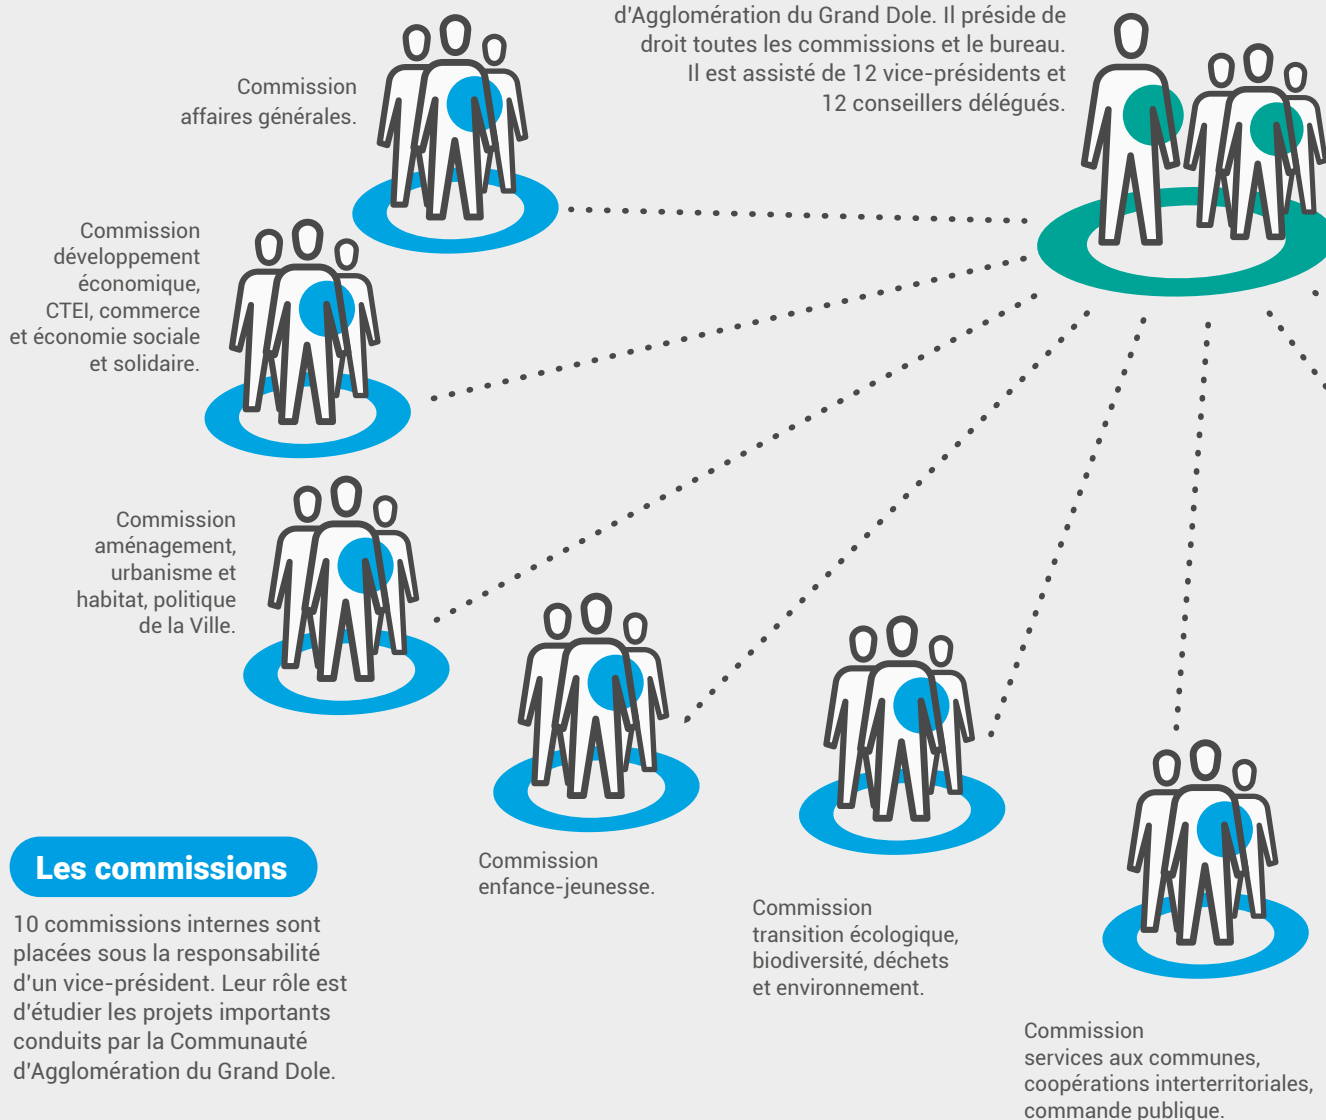 d'Agglomération du Grand Dole. Il préside de
droit toutes les commissions et le bureau.
Il est assisté de 12 vice-présidents et
12 conseillers délégués.
Commission
affaires générales.
Commission
développement
économique,
CTEI, commerce
et économie sociale
et solidaire.
Commission
aménagement,
urbanisme et
habitat, politique
de la Ville.
Les commissions
10 commissions internes sont
placées sous la responsabilité
d'un vice-président. Leur rôle est
d'étudier les projets importants
conduits par la Communauté
d'Agglomération du Grand Dole.
Commission
enfance-jeunesse.
Commission
transition écologique,
biodiversité, déchets
et environnement.
Commission
services aux communes,
coopérations interterritoriales,
commande publique.